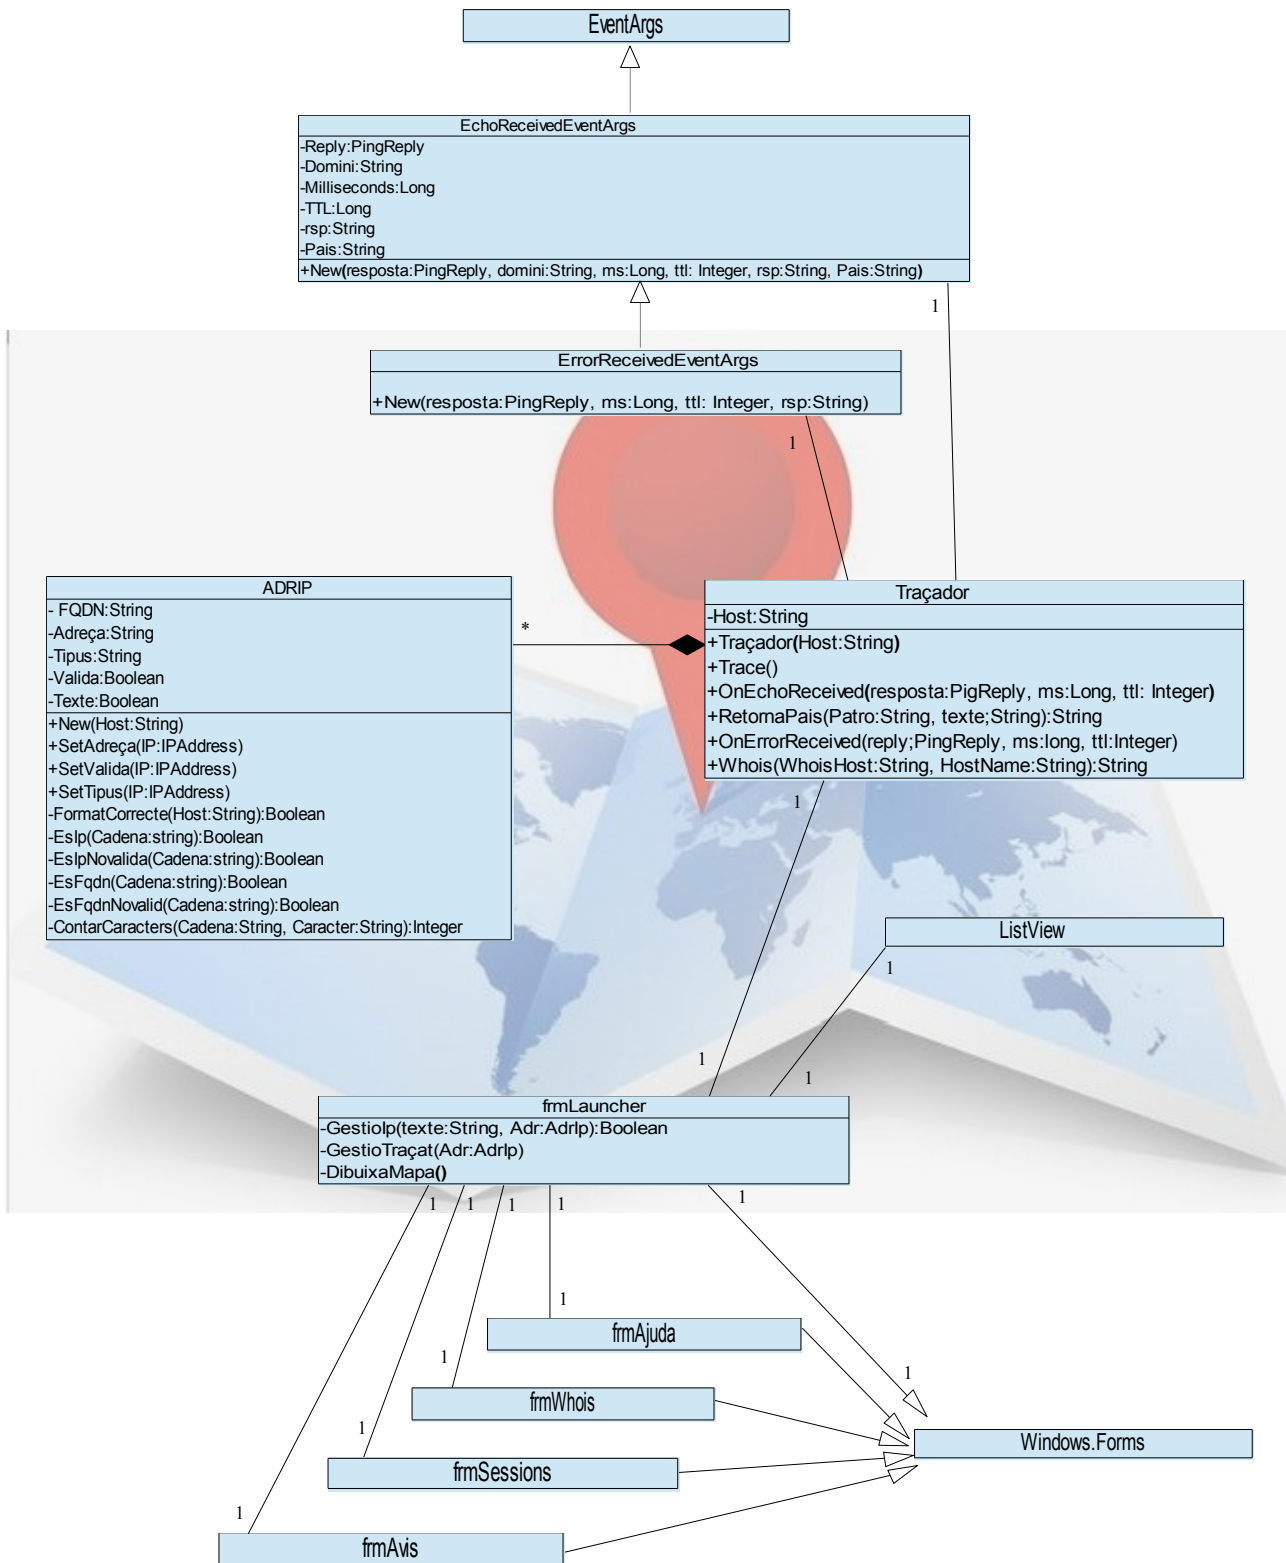 EventArgs
EchoReceivedEventArgs
-Reply:PingReply
-Domini:String
-Milliseconds:Long
-TTL:Long
-rsp:String
-Pais:String
+New(resposta:PingReply, domini:String, ms:Long, ttl: Integer, rsp:String, Pais:String)
1
ErrorReceivedEventArgs
+New(resposta:PingReply, ms:Long, ttl: Integer, rsp:String)
1
ADRIP
- FQDN:String
-Adreça:String
-Tipus:String
-Valida:Boolean
-Texte:Boolean
+New(Host:String)
+SetAdreça(IP:IPAddress)
+SetValida(IP:IPAddress)
+SetTipus(IP:IPAddress)
-FormatCorrecte(Host:String):Boolean
-EsIp(Cadena:string):Boolean
-EsIpNovalida(Cadena:string):Boolean
-EsFqdn(Cadena:string):Boolean
-EsFqdnNovalid(Cadena:string):Boolean
-ContarCaracters(Cadena:String, Caracter:String):Integer
*
Traçador
-Host:String
+Traçador(Host:String)
+Trace()
+OnEchoReceived(resposta:PigReply, ms:Long, ttl: Integer)
+RetornaPais(Patro:String, texte;String):String
+OnErrorReceived(reply;PingReply, ms:long, ttl:Integer)
+Whois(WhoisHost:String, HostName:String):String
1
ListView
1
1
1
frmLauncher
-GestioIp(texte:String, Adr:AdrIp):Boolean
-GestioTraçat(Adr:AdrIp)
-DibuixaMapa()
1
1
1
1
1
1
frmAjuda
1
1
frmWhois
1
Windows.Forms
frmSessions
1
frmAvis